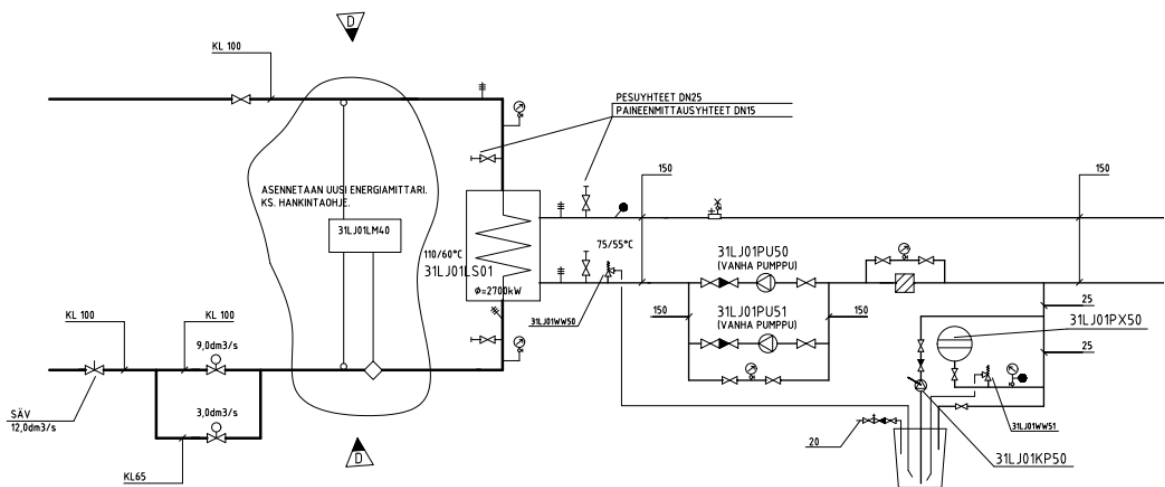 D
KL 100
PESUYHTEET DN25
PAINEENMITTAUSYHTEET DN15
150
150
ASENNETAAN UUSI ENERGIAMITTARI.
KS. HANKINTAOHJE.
31LJ01LM40
110/60°C
31LJ01LS01
Φ=2700kW
75/55°C
31LJ01WW50
31LJ01PU50
(VANHA PUMPPU)
150
150
31LJ01PU51
(VANHA PUMPPU)
25
31LJ01PX50
25
KL 100
KL 100
9,0dm3/s
SÄV
12,0dm3/s
3,0dm3/s
KL65
D
20
31LJ01WW51
31LJ01KP50